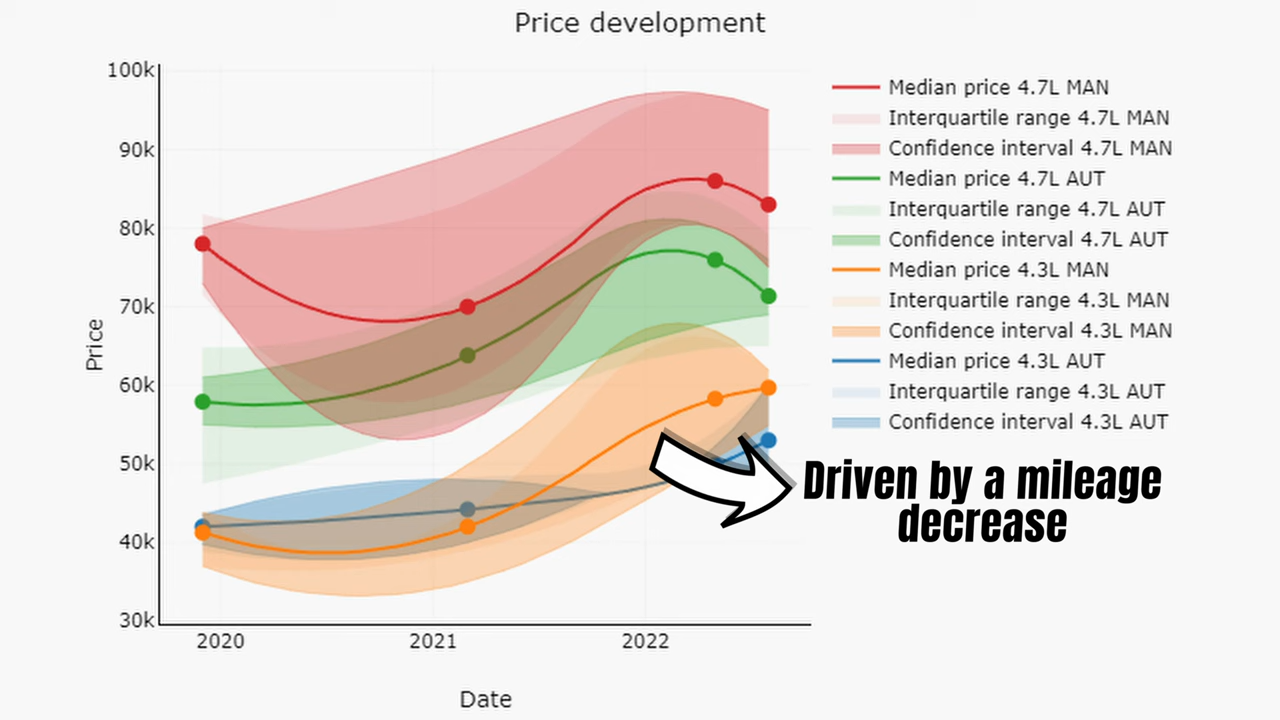 Price development
100k
90k
80k
70k
60k
50k
40k
30k
Price
2020
2021
2022
Date
Median price 4.7L MAN
Interquartile range 4.7L MAN
Confidence interval 4.7L MAN
Median price 4.7L AUT
Interquartile range 4.7L AUT
Confidence interval 4.7L AUT
Median price 4.3L MAN
Interquartile range 4.3L MAN
Confidence interval 4.3L MAN
Median price 4.3L AUT
Interquartile range 4.3L AUT
Confidence interval 4.3L AUT
Driven by a mileage
decrease